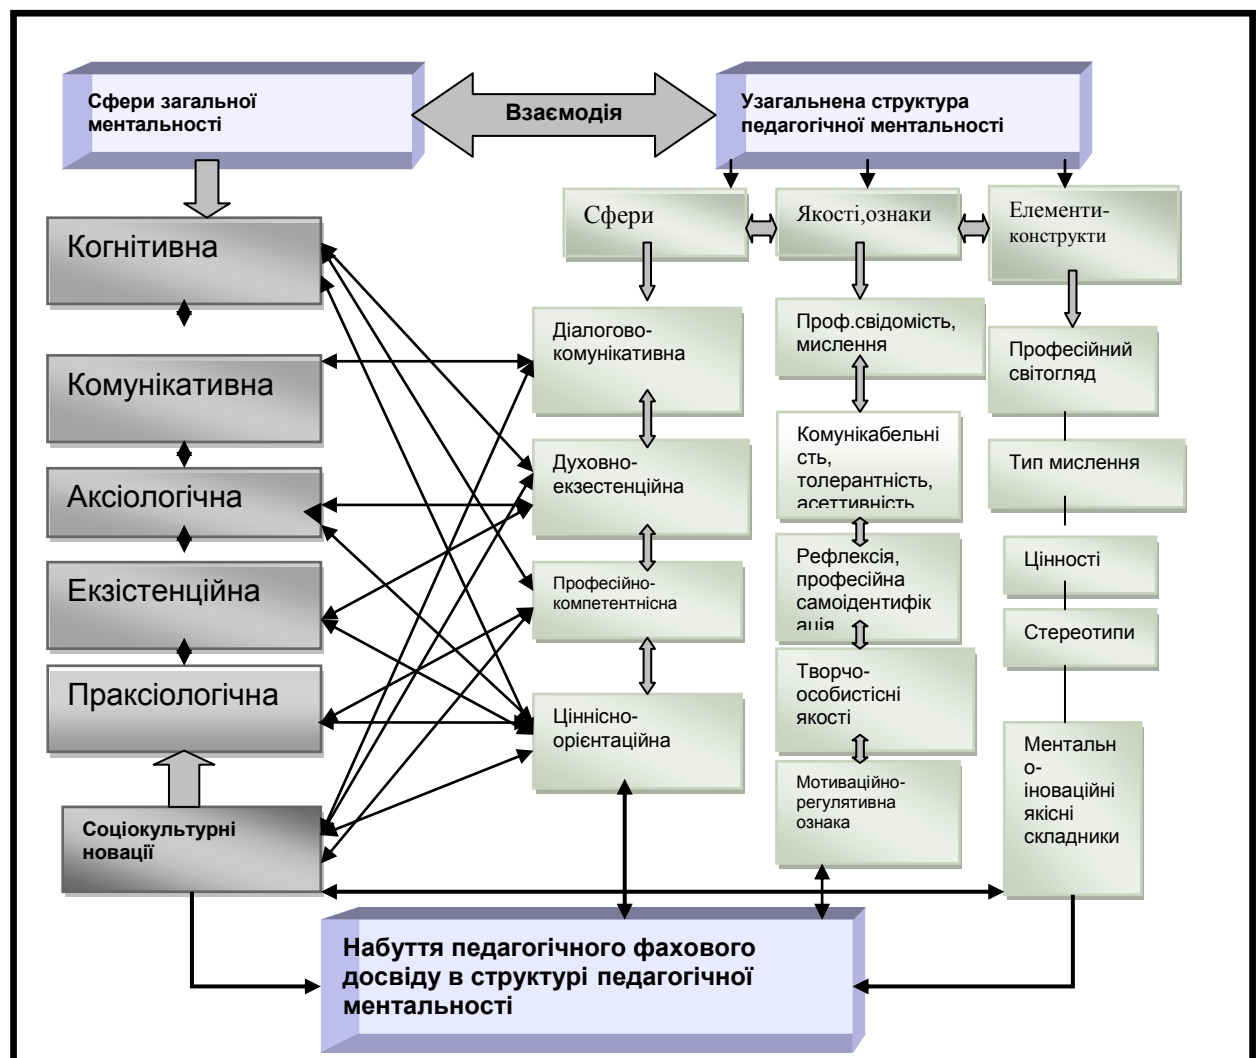 Сфери загальної
ментальності
Взаємодія
Узагальнена структура
педагогічної ментальності
Сфери
Якості,ознаки
Елементи-
конструкти
Когнітивна
Комунікативна
Аксіологічна
Екзістенційна
Праксіологічна
Соціокультурні
новації
Діалогово-
комунікативна
Духовно-
екзестенційна
Професійно-
компетентнісна
Ціннісно-
орієнтаційна
Проф.свідомість,
мислення
Комунікабельні
сть,
толерантність,
асеттивність
Рефлексія,
професійна
самоідентифік
ація
Творчо-
особистісні
якості
Мотиваційно-
регулятивна
ознака
Професійний
світогляд
Тип мислення
Цінності
Стереотипи
Ментальн
о-
іноваційні
якісні
складники
Набуття педагогічного фахового
досвіду в структурі педагогічної
ментальності